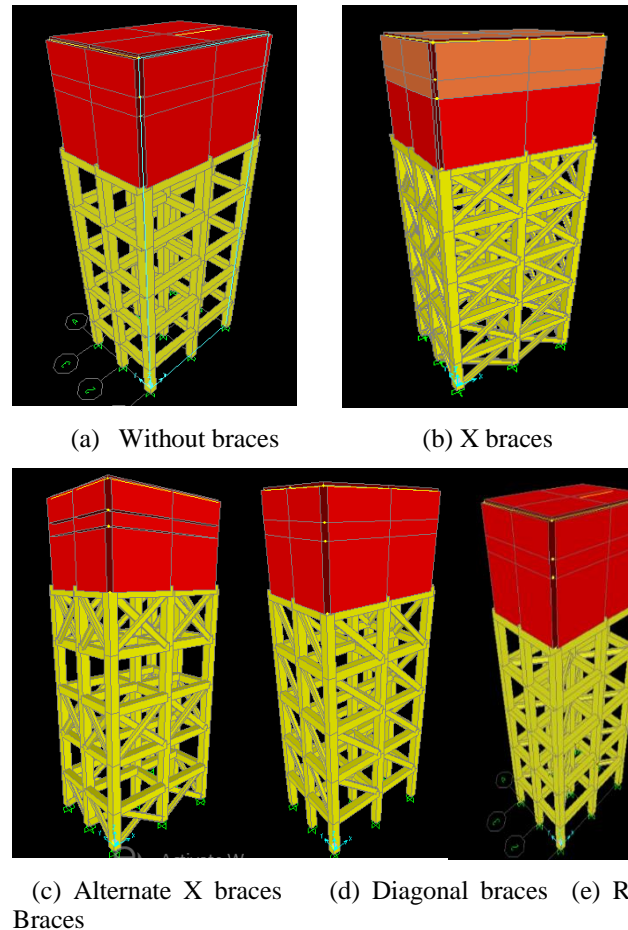 (a) Without braces
(b) X braces
(c) Alternate X braces (d) Diagonal braces (e) R
Braces